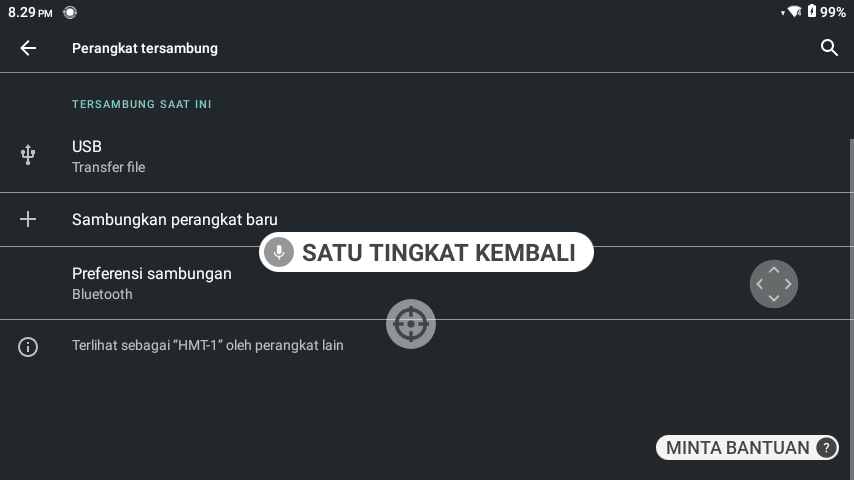 8.29 PM
99%
Perangkat tersambung
TERSAMBUNG SAAT INI
USB
Transfer file
Sambungkan perangkat baru
SATU TINGKAT KEMBALI
Preferensi sambungan
Bluetooth
Terlihat sebagai “HMT-1” oleh perangkat lain
MINTA BANTUAN ?